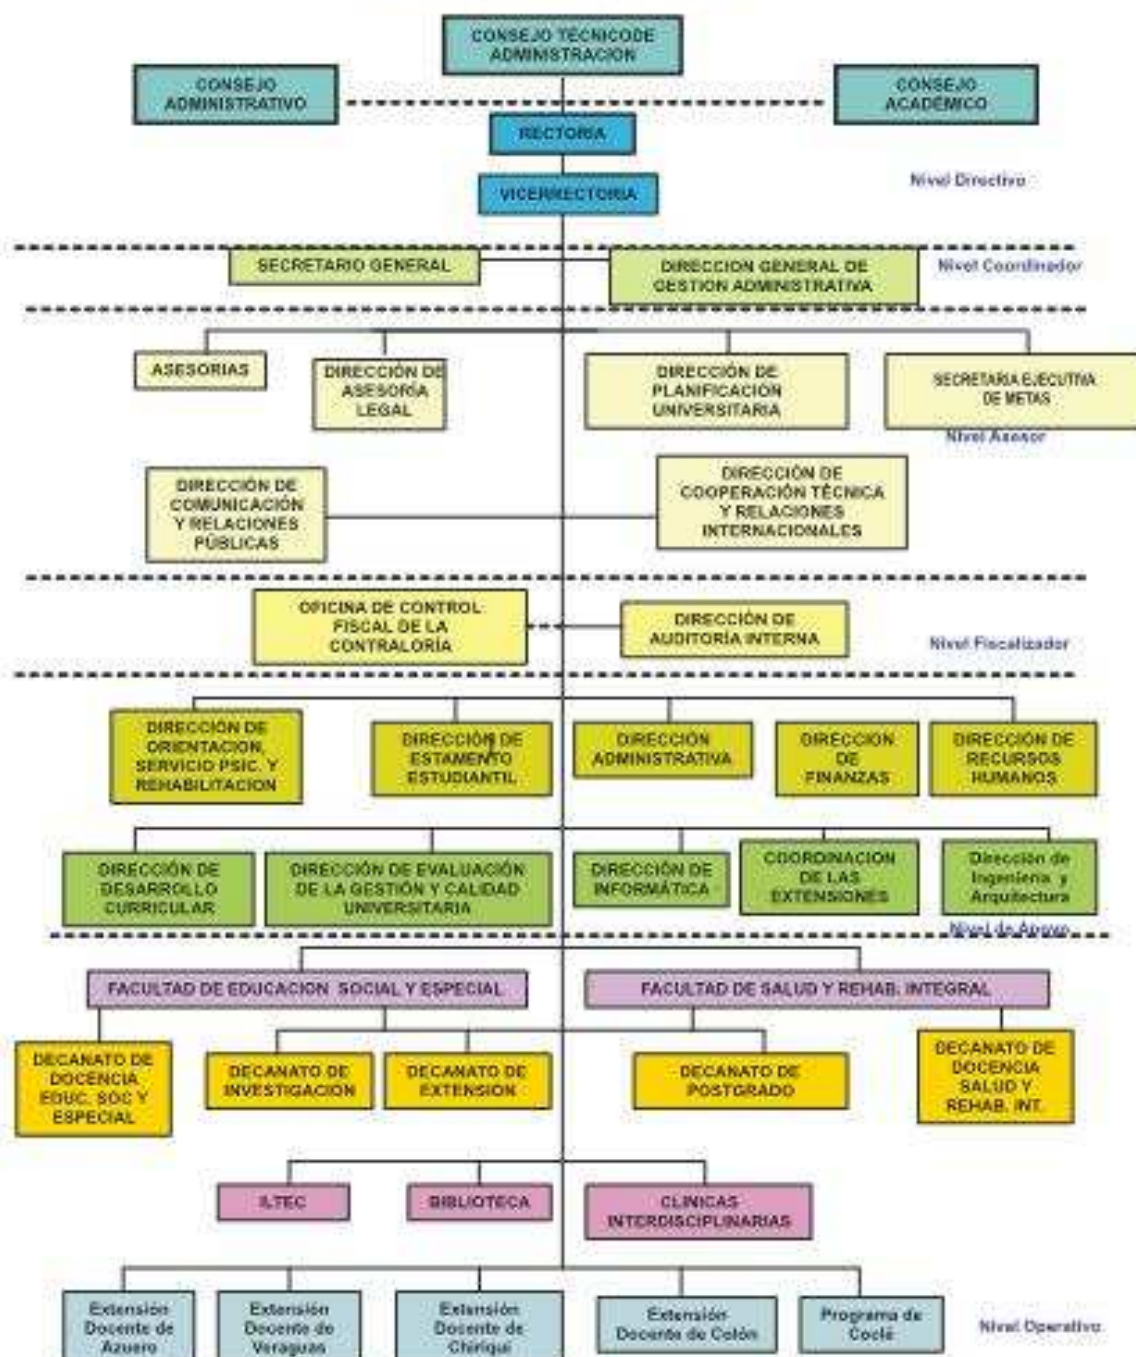 CONSEJO TÉCNICODE
ADMINISTRACION
CONSEJO
ADMINISTRATIVO
CONSEJO
ACADÉMICO
RECTORIA
VICERRECTORIA
Nivel Directivo
SECRETARIO GENERAL
DIRECCION GENERAL DE
GESTION ADMINISTRATIVA
Nivel Coordinador
ASESORIAS
DIRECCIÓN DE
ASESORÍA
LEGAL
DIRECCIÓN DE
PLANIFICACIÓN
UNIVERSITARIA
SECRETARIA EJECUTIVA
DE METAS
Nivel Asesor
DIRECCIÓN DE
COMUNICACIÓN
Y RELACIONES
PÚBLICAS
DIRECCIÓN DE
COOPERACIÓN TÉCNICA
Y RELACIONES
INTERNACIONALES
OFICINA DE CONTROL
FISCAL DE LA
CONTRALORÍA
DIRECCIÓN DE
AUDITORÍA INTERNA
Nivel Fiscalizador
DIRECCIÓN DE
ORIENTACION,
SERVICIO PSIC. Y
REHABILITACION
DIRECCIÓN DE
ESTAMENTO
ESTUDIANTIL
DIRECCIÓN
ADMINISTRATIVA
DIRECCION
DE
FINANZAS
DIRECCIÓN DE
RECURSOS
HUMANOS
DIRECCIÓN DE
DESARROLLO
CURRICULAR
DIRECCIÓN DE EVALUACIÓN
DE LA GESTIÓN Y CALIDAD
UNIVERSITARIA
DIRECCIÓN DE
INFORMÁTICA
COORDINACION
DE LAS
EXTENSIONES
Dirección de
Ingeniería y
Arquitectura
Nivel de Apoyo
FACULTAD DE EDUCACION SOCIAL Y ESPECIAL
FACULTAD DE SALUD Y REHAB. INTEGRAL
DECANATO DE
DOCENCIA
EDUC. SOC Y
ESPECIAL
DECANATO DE
INVESTIGACION
DECANATO DE
EXTENSION
DECANATO DE
POSTGRADO
DECANATO DE
DOCENCIA
SALUD Y
REHAB. INT.
ILTEC
BIBLIOTECA
CLINICAS
INTERDISCIPLINARIAS
Extensión
Docente de
Azuero
Extensión
Docente de
Veraguas
Extensión
Docente de
Chiriquí
Extensión
Docente de Colón
Programa de
Coclé
Nivel Operativo